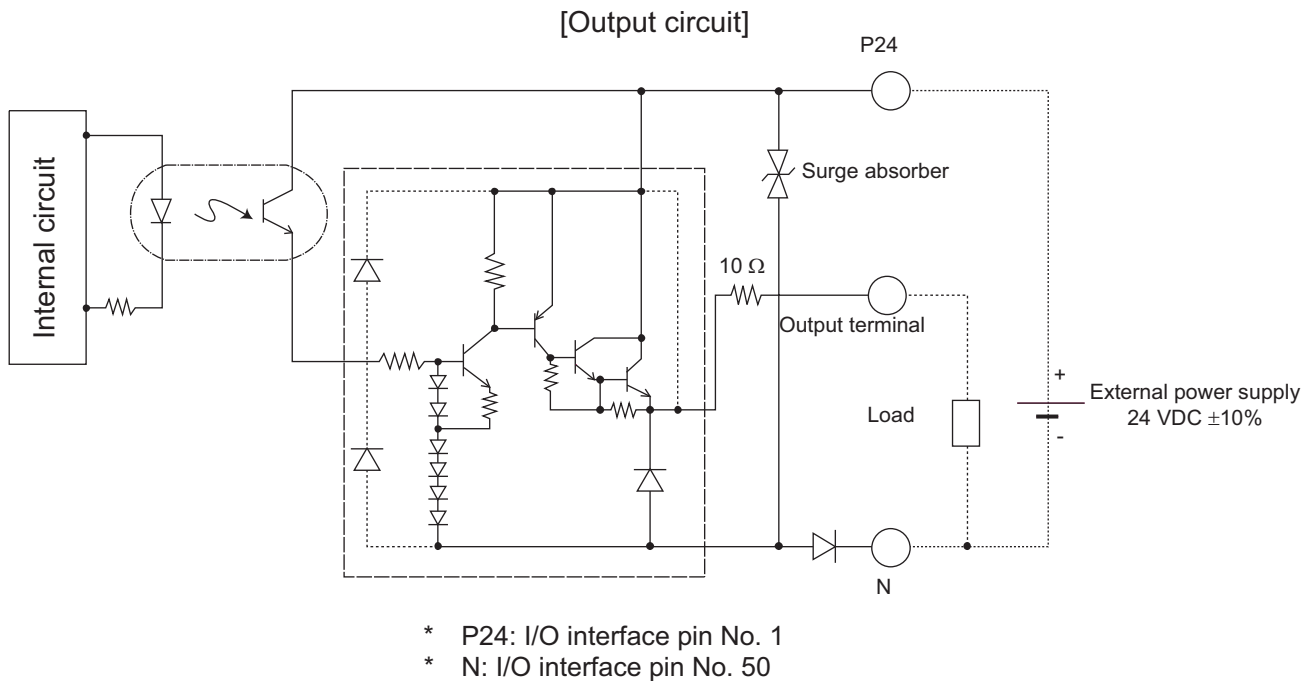 [Output circuit]
P24
Internal circuit
Surge absorber
10 Ω
Output terminal
Load
+
External power supply
24 VDC ±10%
-
N
* P24: I/O interface pin No. 1
* N: I/O interface pin No. 50